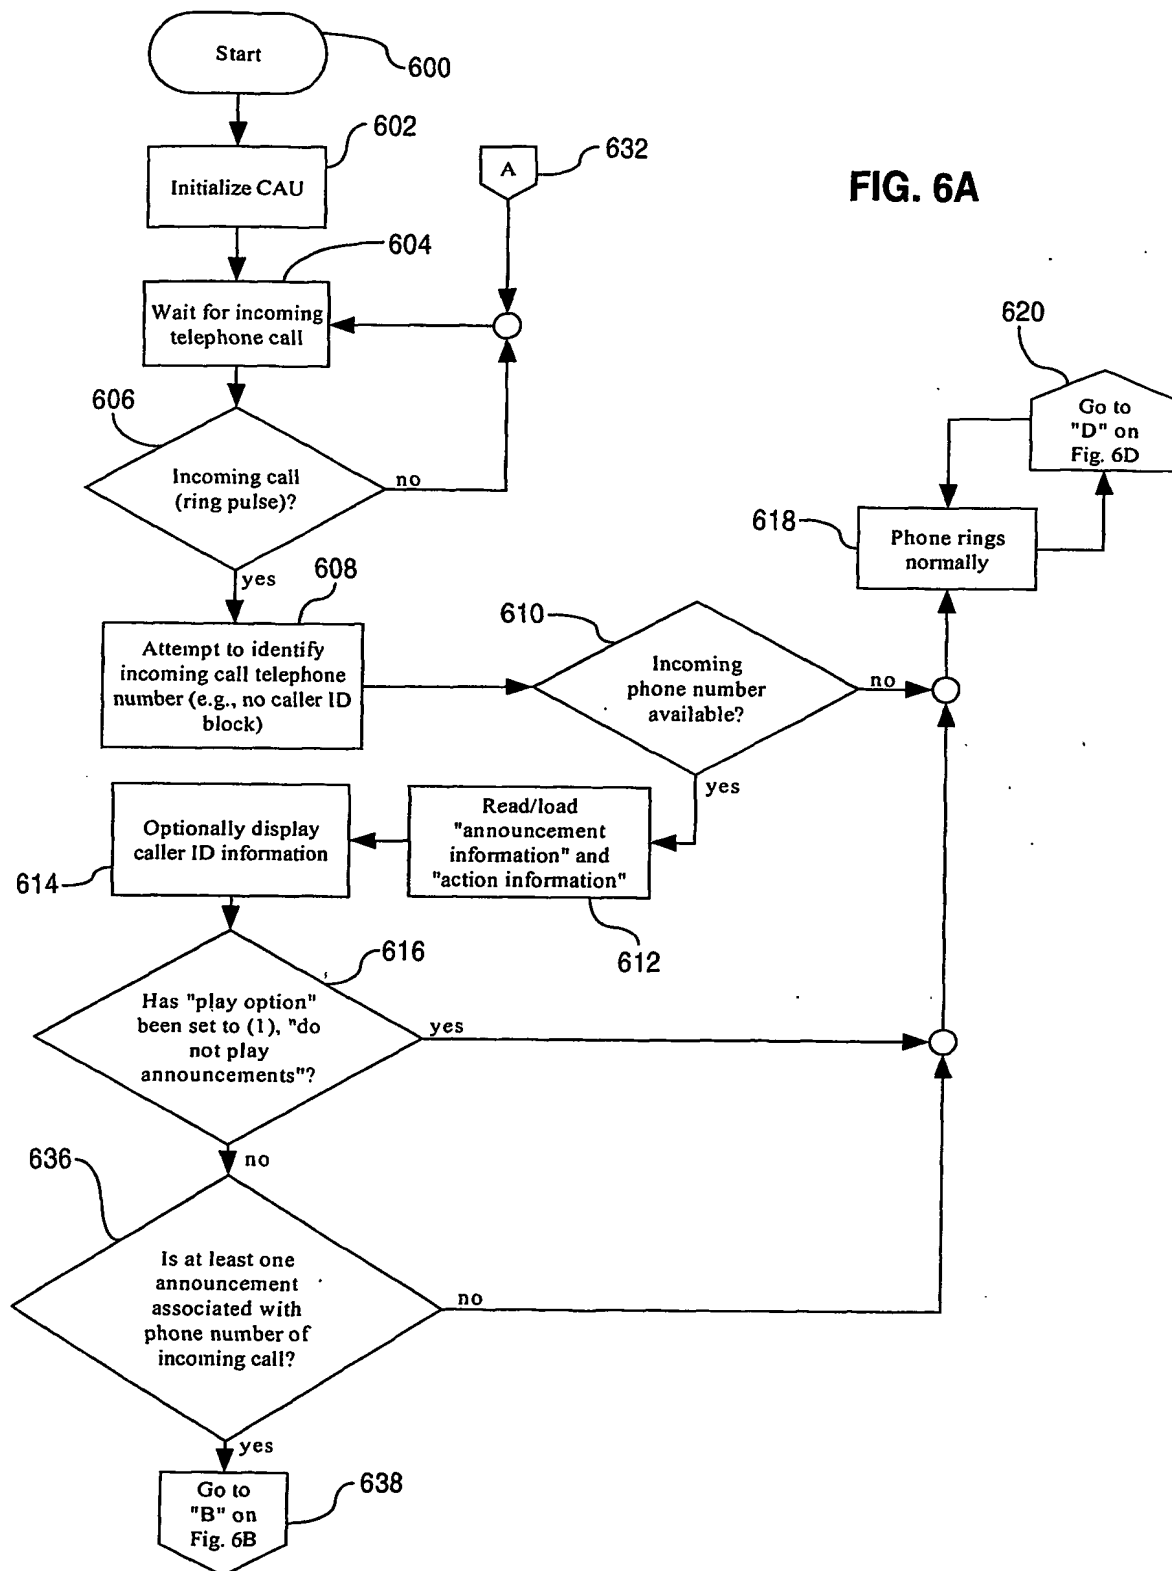 Start
600
602
Initialize CAU
A
632
FIG. 6A
604
Wait for incoming
telephone call
620
Go to
"D" on
Fig. 6D
606
Incoming call
(ring pulse)?
no
yes
618
Phone rings
normally
608
Attempt to identify
incoming call telephone
number (e.g., no caller ID
block)
610
Incoming
phone number
available?
no
yes
Optionally display
caller ID information
614
Read/load
"announcement
information" and
"action information"
612
616
Has "play option"
been set to (1), "do
not play
announcements"?
yes
no
636
Is at least one
announcement
associated with
phone number of
incoming call?
no
yes
Go to
"B" on
Fig. 6B
638